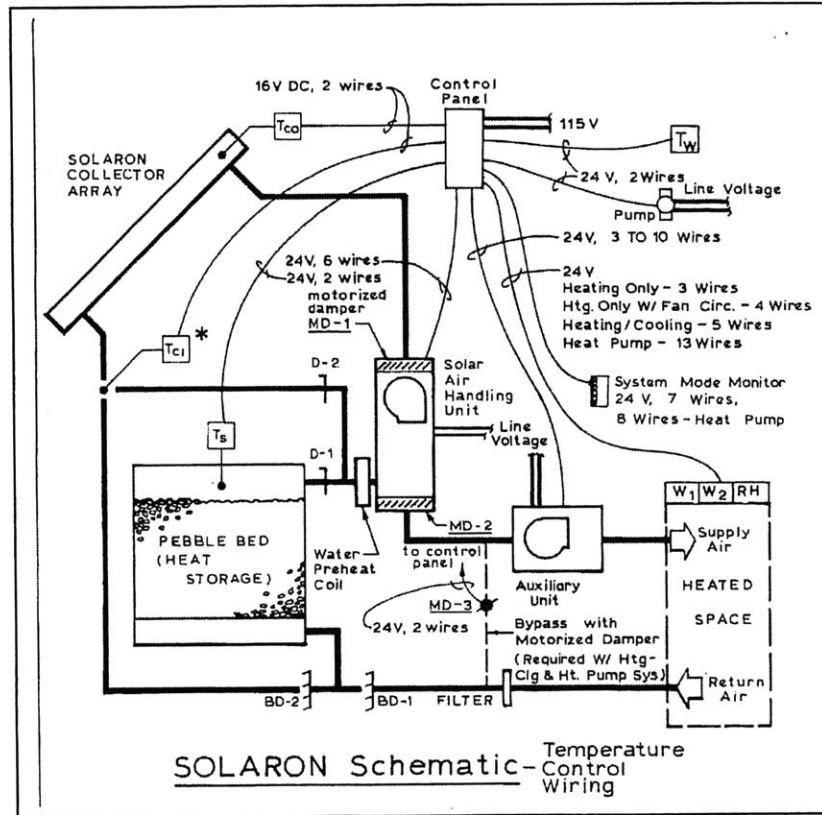 16V DC, 2 wires
Control
Panel
115V
TCO
TW
SOLARON
COLLECTOR
ARRAY
24 V, 2 Wires
Line Voltage
Pump
24V, 3 TO 10 Wires
24V, 6 wires
24V, 2 wires
motorized
damper
MD-1
24V
Heating Only - 3 Wires
Htg. Only W/ Fan Circ. - 4 Wires
Heating/Cooling - 5 Wires
Heat Pump - 13 Wires
TCI *
D-2
Solar
Air
Handling
Unit
System Mode Monitor
24 V, 7 Wires,
8 Wires - Heat Pump
TS
Line
Voltage
D-1
W1 W2 RH
PEBBLE BED
(HEAT
STORAGE)
MD-2
Supply
Air
Water
Preheat
Coil
to control
panel
Auxiliary
Unit
HEATED
SPACE
MD-3
24V, 2 wires
Bypass with
Motorized Damper
(Required W/ Htg-
Clg & Ht. Pump Sys)
Return
Air
BD-2
BD-1
FILTER
SOLARON Schematic - Temperature
Control
Wiring